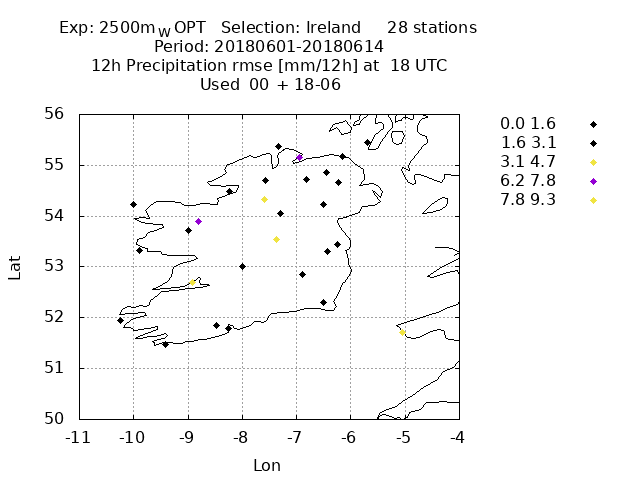 Exp: 2500m_W OPT Selection: Ireland 28 stations
Period: 20180601-20180614
12h Precipitation rmse [mm/12h] at 18 UTC
Used 00 + 18-06
56
55
54
53
52
51
50
-11 -10 -9 -8 -7 -6 -5 -4
Lat
Lon
0.0 1.6
1.6 3.1
3.1 4.7
6.2 7.8
7.8 9.3